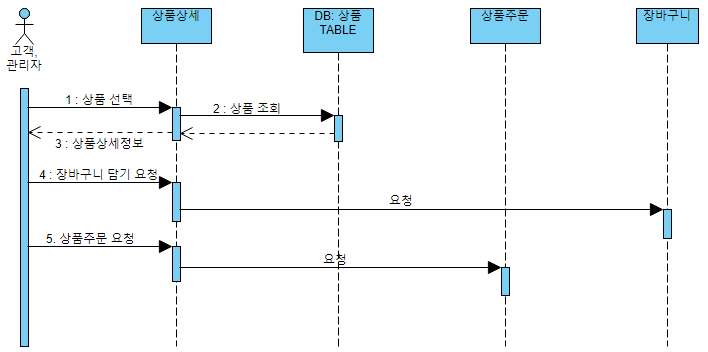 고객,
관리자
상품상세
DB: 상품
TABLE
상품주문
장바구니
1 : 상품 선택
2 : 상품 조회
3 : 상품상세정보
4 : 장바구니 담기 요청
요청
5. 상품주문 요청
요청